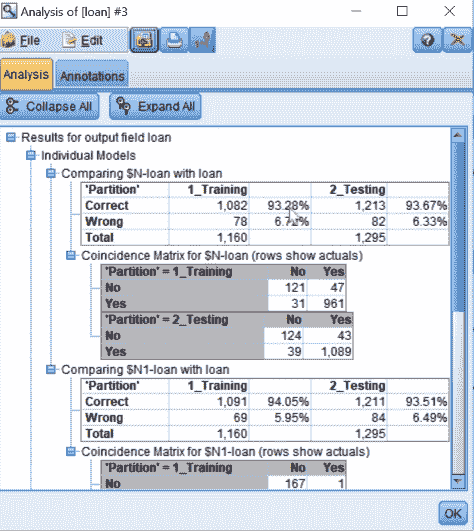 Analysis of [loan] #3
File Edit
Analysis Annotations
Collapse All Expand All
Results for output field loan
Individual Models
Comparing $N-loan with loan
'Partition' 1_Training 2_Testing
Correct 1,082 93.28% 1,213 93.67%
Wrong 78 6.72% 82 6.33%
Total 1,160 1,295
Coincidence Matrix for $N-loan (rows show actuals)
'Partition' = 1_Training No Yes
No 121 47
Yes 31 961
'Partition' = 2_Testing No Yes
No 124 43
Yes 39 1,089
Comparing $N1-loan with loan
'Partition' 1_Training 2_Testing
Correct 1,091 94.05% 1,211 93.51%
Wrong 69 5.95% 84 6.49%
Total 1,160 1,295
Coincidence Matrix for $N1-loan (rows show actuals)
'Partition' = 1_Training No Yes
No 167 1
OK